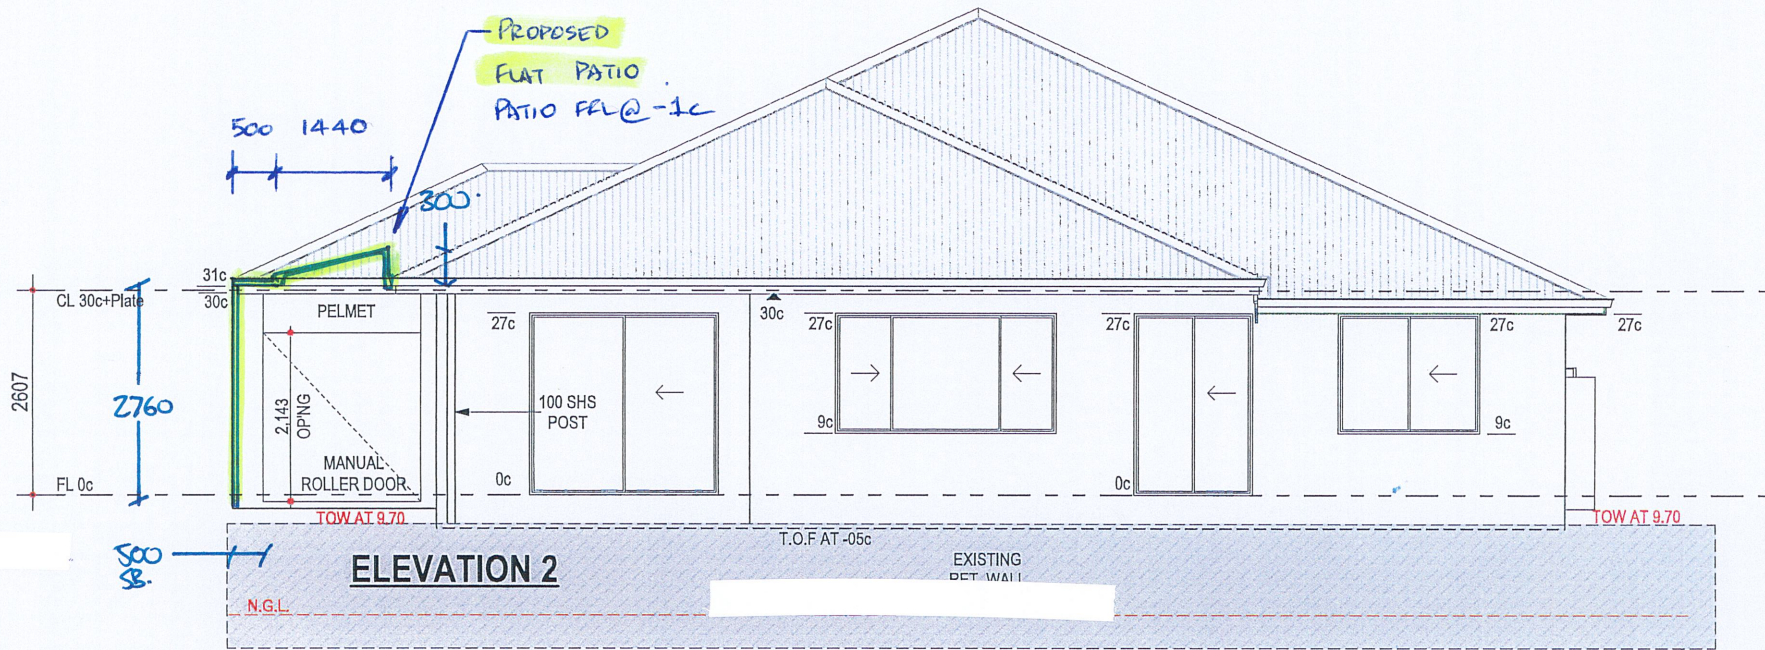 PROPOSED
FLAT PATIO
PATIO FFL@ -1c
500 1440
300
31c
CL 30c+Plate
30c
PELMET
27c
30c
27c
27c
27c
27c
2607
2760
2,143
OP'NG
100 SHS
POST
9c
9c
MANUAL
ROLLER DOOR
FL 0c
0c
0c
TOW AT 9.70
TOW AT 9.70
500
SB.
ELEVATION 2
T.O.F AT -05c
EXISTING
RET. WALL
N.G.L.